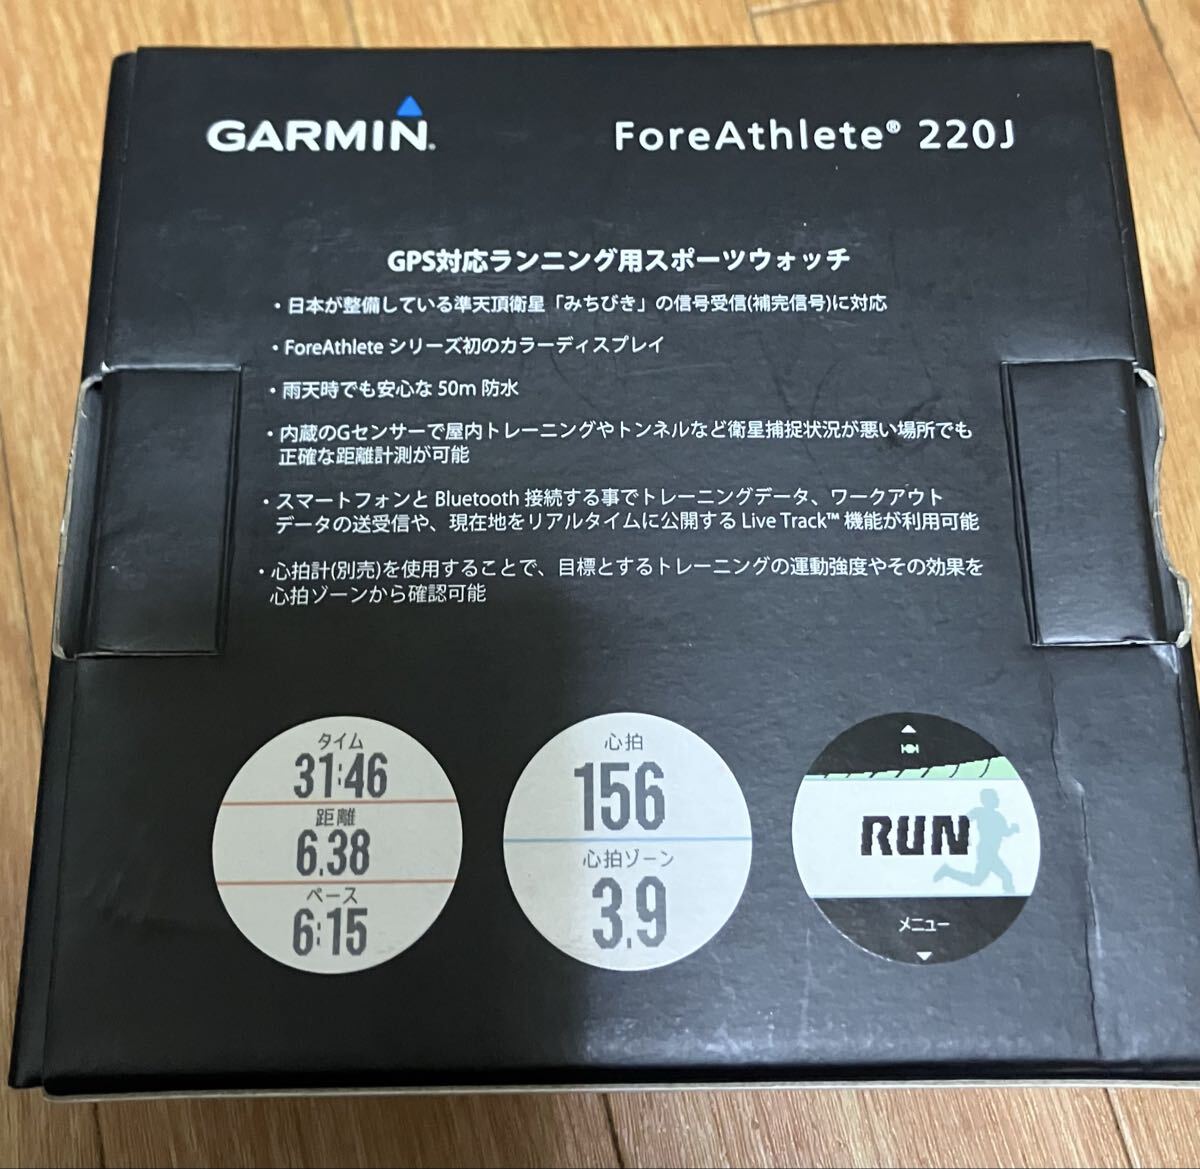 GARMIN
ForeAthlete® 220J
GPS対応ランニング用スポーツウォッチ
・日本が整備している準天頂衛星「みちびき」の信号受信(補完信号)に対応
・ForeAthlete シリーズ初のカラーディスプレイ
・雨天時でも安心な 50m 防水
・内蔵のGセンサーで屋内トレーニングやトンネルなど衛星捕捉状況が悪い場所でも
正確な距離計測が可能
・スマートフォンと Bluetooth 接続する事でトレーニングデータ、ワークアウト
データの送受信や、現在地をリアルタイムに公開する Live Track™ 機能が利用可能
・心拍計(別売)を使用することで、目標とするトレーニングの運動強度やその効果を
心拍ゾーンから確認可能
タイム
31:46
距離
6.38
ペース
6:15
心拍
156
心拍ゾーン
3.9
RUN
メニュー